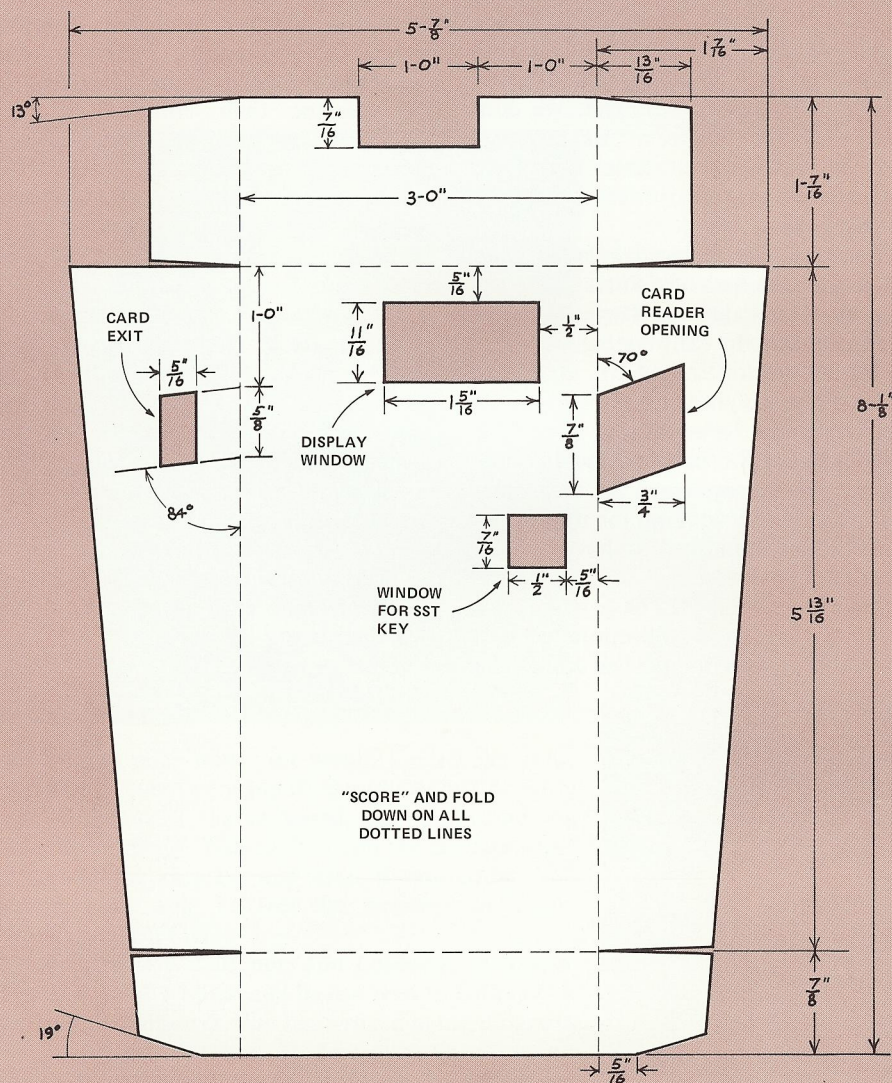 5-7/8"
1 7/16"
1-0"
1-0"
13/16"
13°
7/16"
1-7/16"
3-0"
5/16"
CARD
EXIT
1-0"
11/16"
1/2"
CARD
READER
OPENING
5/16"
70°
5/8"
1 5/16"
7/8"
8-1/8"
DISPLAY
WINDOW
3/4"
84°
7/16"
1/2"
5/16"
WINDOW
FOR SST
KEY
5 13/16"
"SCORE" AND FOLD
DOWN ON ALL
DOTTED LINES
7/8"
19°
5/16"